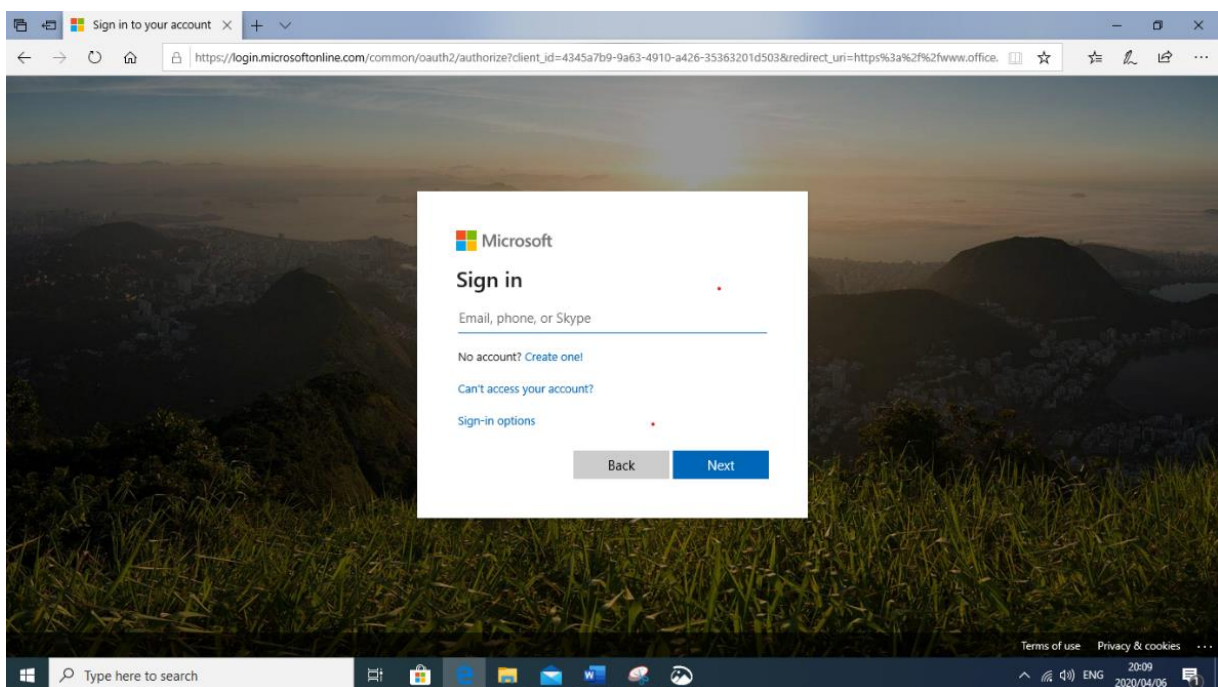 Sign in to your account
https://login.microsoftonline.com/common/oauth2/authorize?client_id=4345a7b9-9a63-4910-a426-35363201d503&redirect_uri=https%3a%2f%2fwww.office.
Microsoft
Sign in
Email, phone, or Skype
No account? Create one!
Can't access your account?
Sign-in options
Back Next
Terms of use Privacy & cookies ...
Type here to search
ENG
20:09
2020/04/06